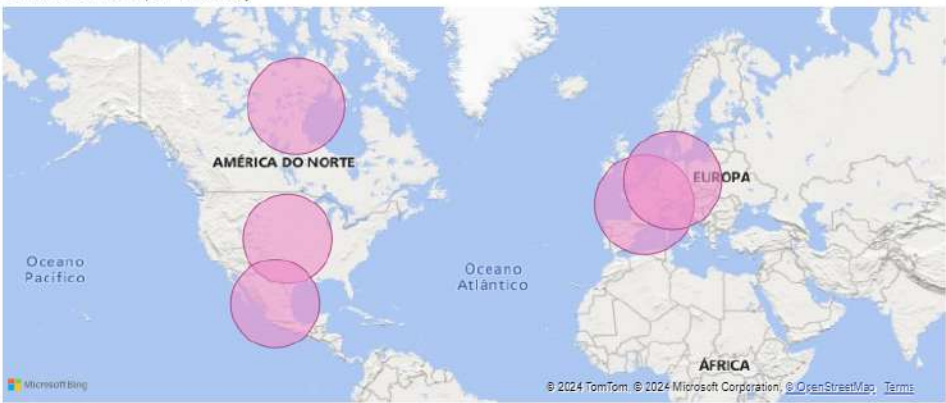 AMÉRICA DO NORTE
EUROPA
Oceano
Pacífico
Oceano
Atlântico
ÁFRICA
Microsoft Bing
© 2024 TomTom, © 2024 Microsoft Corporation, © OpenStreetMap Terms